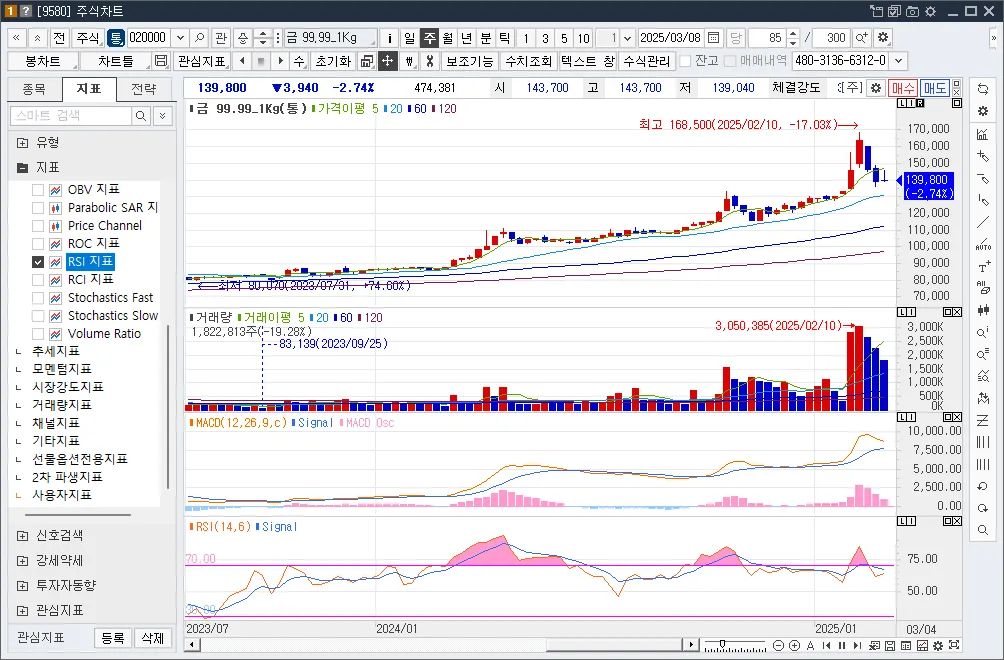 1 ? [9580] 주식차트
전 주식 통 020000 관 금 99.99_1Kg i 일 주 월 년 분 틱 1 3 5 10 1 2025/03/08 당 85 / 300
봉차트 차트틀 관심지표 수 초기화 보조기능 수치조회 텍스트 창 수식관리 잔고 매매내역 480-3136-6312-0
종목 지표 전략
139,800 ▼3,940 -2.74% 474,381 시 143,700 고 143,700 저 139,040 체결강도 [주] 매수 매도
스마트 검색
유형
지표
OBV 지표
Parabolic SAR 지
Price Channel
ROC 지표
RSI 지표
RCI 지표
Stochastics Fast
Stochastics Slow
Volume Ratio
추세지표
모멘텀지표
시장강도지표
거래량지표
채널지표
기타지표
선물옵션전용지표
2차 파생지표
사용자지표
신호검색
강세약세
투자자동향
관심지표
관심지표 등록 삭제
금 99.99_1Kg(통) 가격이평 5 20 60 120
L I R
최고 168,500(2025/02/10, -17.03%)
170,000
160,000
150,000
139,800
(-2.74%)
120,000
110,000
100,000
90,000
80,000
70,000
최저 80,070(2023/07/31, +74.60%)
거래량 거래이평 5 20 60 120
L I
1,822,813주(-19.28%)
83,139(2023/09/25)
3,050,385(2025/02/10)
3,000K
2,500K
2,000K
1,500K
1,000K
500K
0K
MACD(12,26,9,c) Signal MACD Osc
L I
10,000.00
7,500.00
5,000.00
2,500.00
0.00
RSI(14,6) Signal
L I
70.00
75.00
50.00
2023/07 2024/01 2025/01 03/04
A
AUTO
T
All